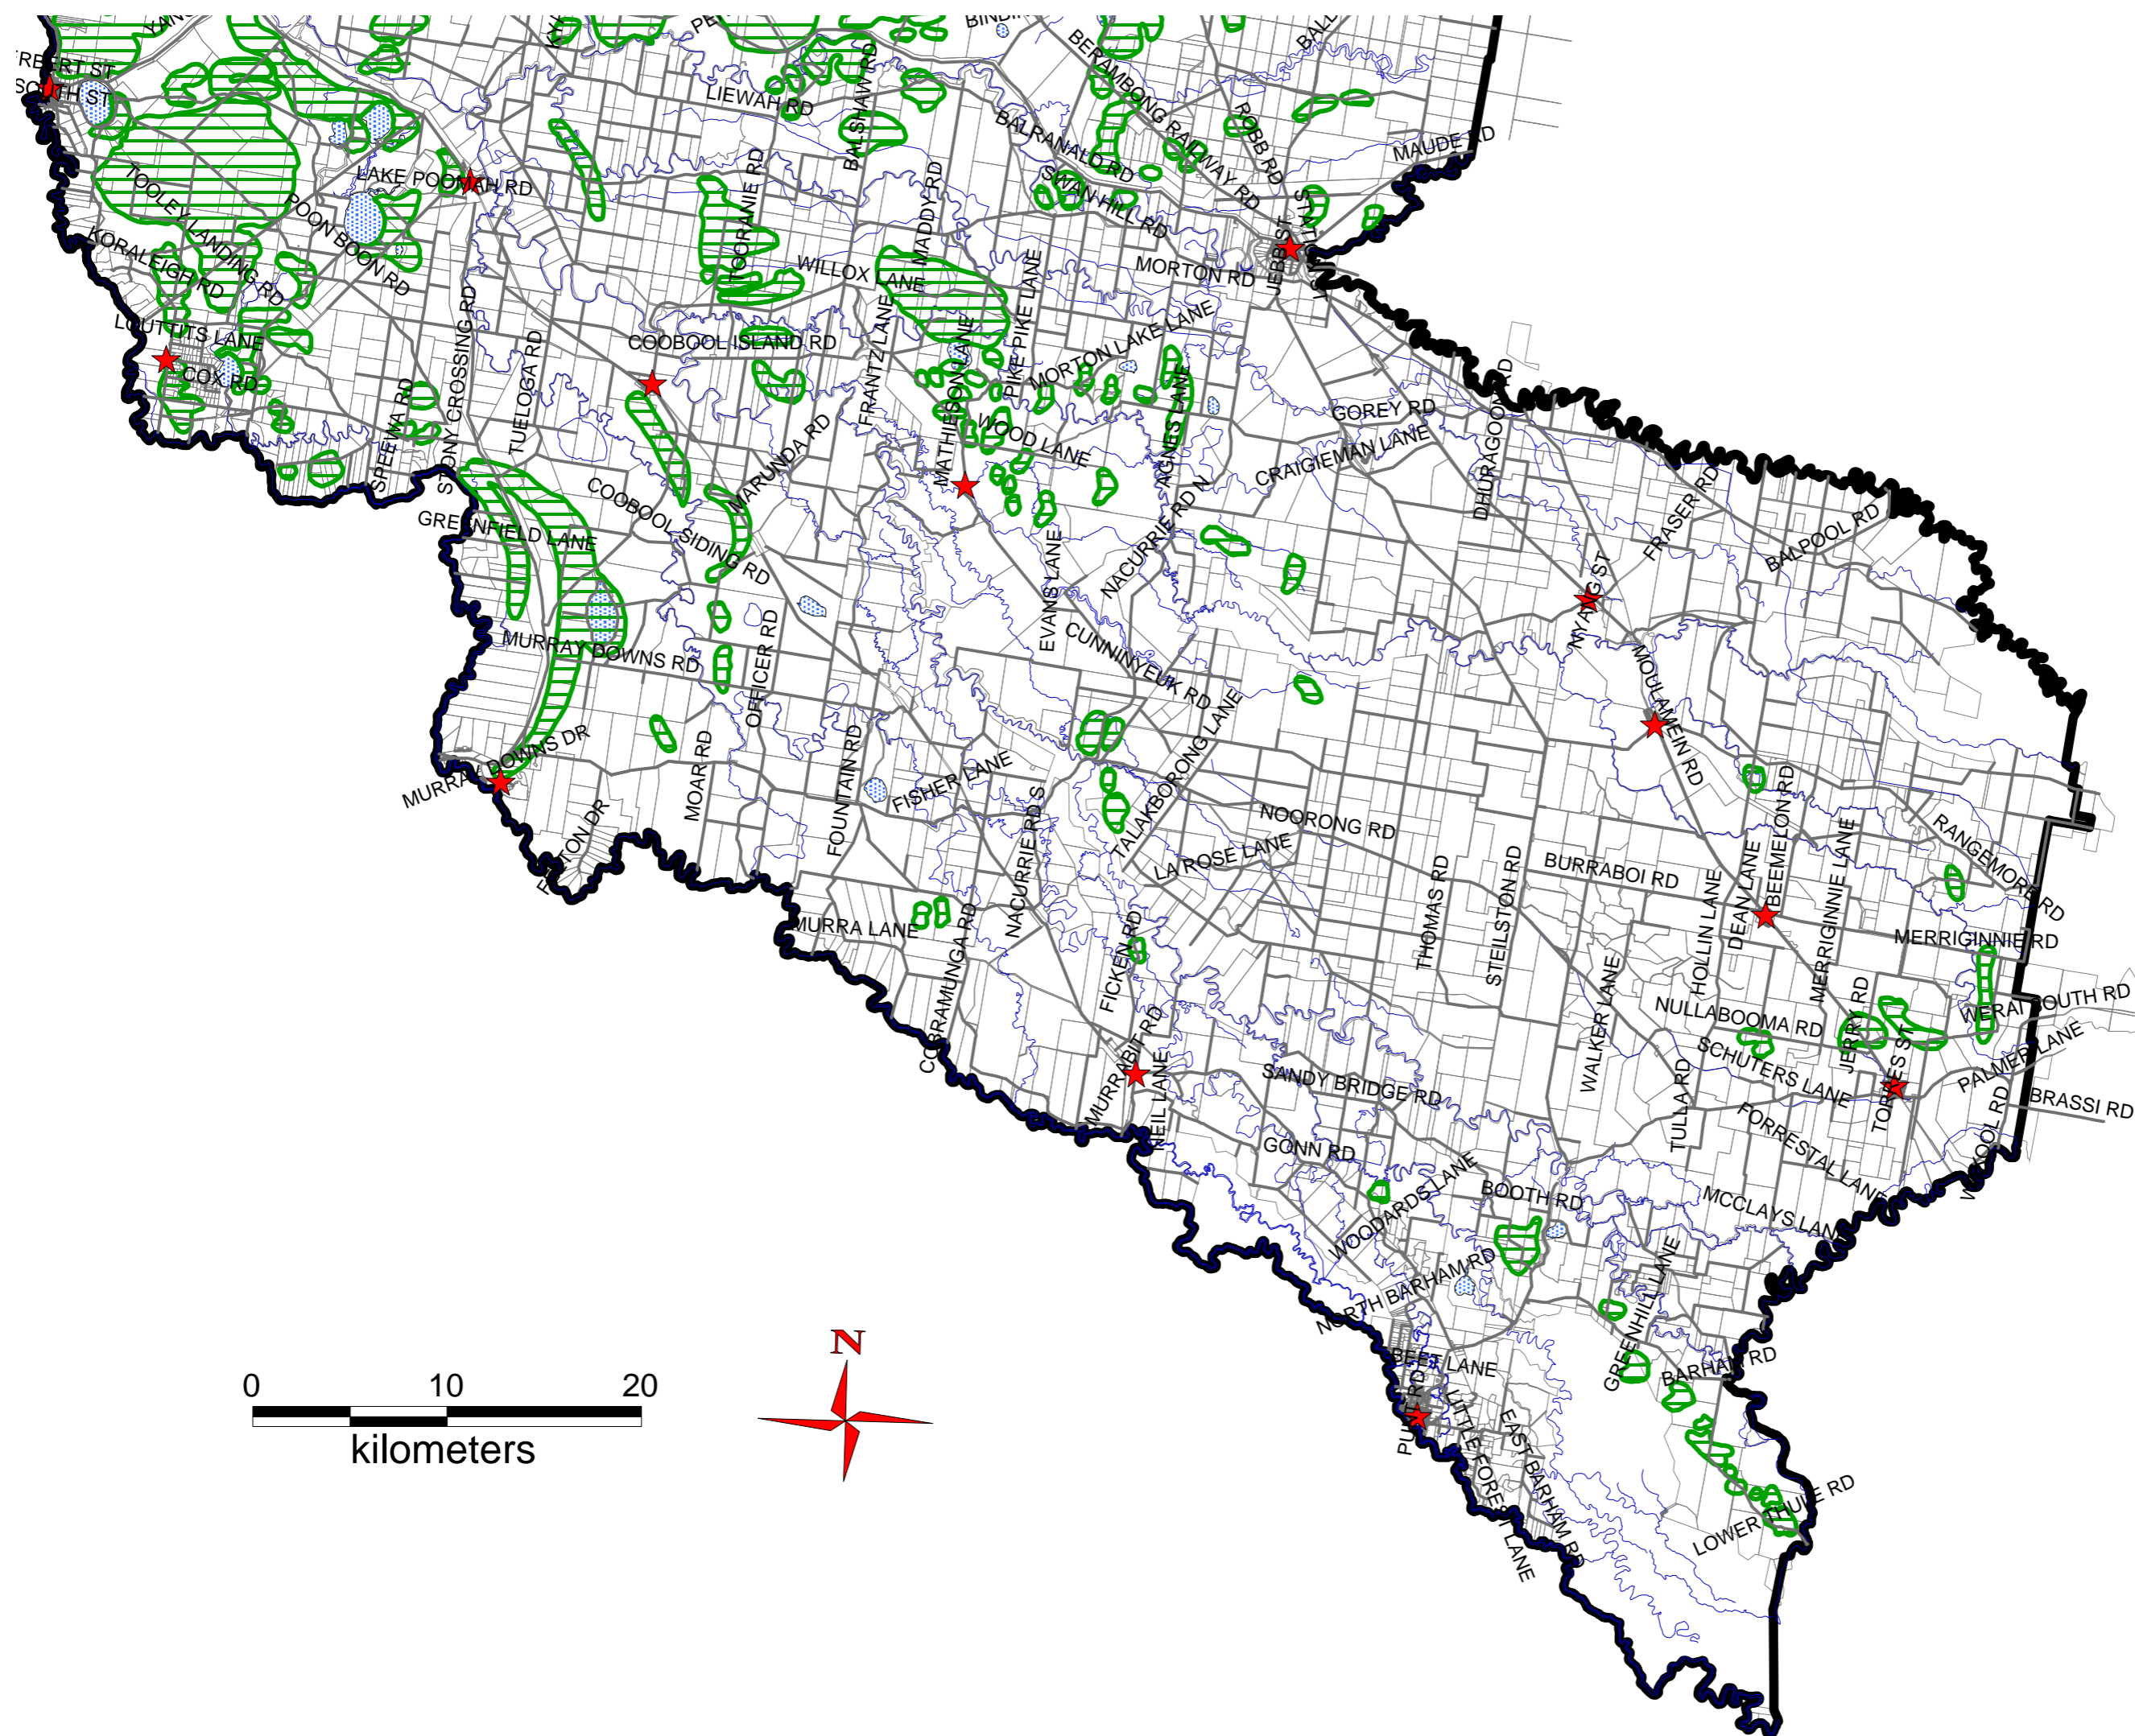 BERAMBONG RAILWAY RD
LIEWAH RD
BALSHAW RD
BALRANALD RD
ROBB RD
MAUDE RD
SOUTH ST
LAKE POOMAH RD
TOORANIE RD
MADDY RD
SWAN HILL RD
TOOLEY LANDING RD
POON BOON RD
KORALEIGH RD
WILLOX LANE
PIKE PIKE LANE
MORTON RD
JEBB ST
LOUTTITS LANE
COX RD
STONY CROSSING RD
TUELOGA RD
COOBOOL ISLAND RD
FRANTZ LANE
MATHIESON LANE
MORTON LAKE LANE
SPEEWA RD
MARUNDA RD
WOOD LANE
AGNES LANE
GOREY RD
CRAIGIEMAN LANE
DHURAGOON RD
FRASER RD
BALPOOL RD
GREENFIELD LANE
COOBOOL SIDING RD
EVANS LANE
NACURRIE RD N
NYANG ST
MURRAY DOWNS RD
OFFICER RD
CUNNINYEUK RD
MOULAMEIN RD
MURRAY DOWNS DR
MOAR RD
FOUNTAIN RD
FISHER LANE
NACURRIE RD S
TALAKBORONG LANE
NOORONG RD
LA ROSE LANE
THOMAS RD
STEILSTON RD
BURRABOI RD
HOLLIN LANE
DEAN LANE
BEEMELON RD
MERRIGINNIE LANE
RANGEMORE RD
MURRA LANE
COBRAMUNGA RD
FICKEN RD
MERRIGINNIE RD
WALKER LANE
NULLABOOMA RD
JERRY RD
WERAI SOUTH RD
MURRABIT RD
NEIL LANE
SANDY BRIDGE RD
TULLA RD
SCHUTERS LANE
PALMER LANE
BRASSI RD
GONN RD
WOODARDS LANE
BOOTH RD
FORRESTAL LANE
MCCLAYS LANE
NORTH BARHAM RD
GREENHILL LANE
BARHAM RD
BEET LANE
LITTLE FOREST LANE
EAST BARHAM RD
LOWER THULE RD
N
0 10 20
kilometers